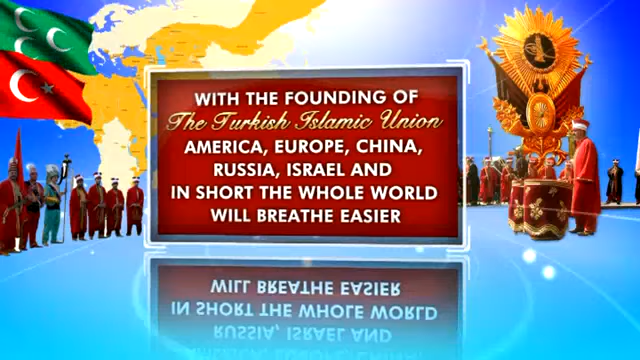 WITH THE FOUNDING OF
The Turkish Islamic Union
AMERICA, EUROPE, CHINA,
RUSSIA, ISRAEL AND
IN SHORT THE WHOLE WORLD
WILL BREATHE EASIER